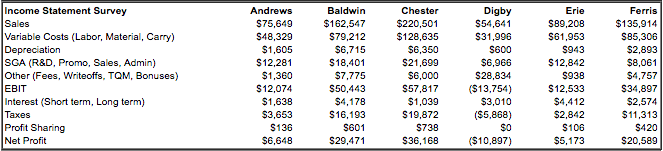 Income Statement Survey Andrews Baldwin Chester Digby Erie Ferris
Sales $75,649 $162,547 $220,501 $54,641 $89,208 $135,914
Variable Costs (Labor, Material, Carry) $48,329 $79,212 $128,635 $31,996 $61,953 $85,306
Depreciation $1,605 $6,715 $6,350 $600 $943 $2,893
SGA (R&D, Promo, Sales, Admin) $12,281 $18,401 $21,699 $6,966 $12,842 $8,061
Other (Fees, Writeoffs, TQM, Bonuses) $1,360 $7,775 $6,000 $28,834 $938 $4,757
EBIT $12,074 $50,443 $57,817 ($13,754) $12,533 $34,897
Interest (Short term, Long term) $1,638 $4,178 $1,039 $3,010 $4,412 $2,574
Taxes $3,653 $16,193 $19,872 ($5,868) $2,842 $11,313
Profit Sharing $136 $601 $738 $0 $106 $420
Net Profit $6,648 $29,471 $36,168 ($10,897) $5,173 $20,589